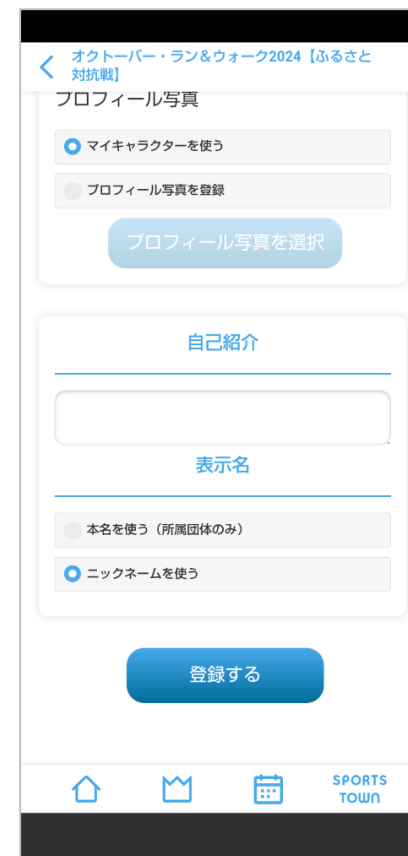 オクトーバー・ラン&ウォーク2024【ふるさと
対抗戦】
プロフィール写真
マイキャラクターを使う
プロフィール写真を登録
プロフィール写真を選択
自己紹介
表示名
本名を使う（所属団体のみ）
ニックネームを使う
登録する
SPORTS
TOWN